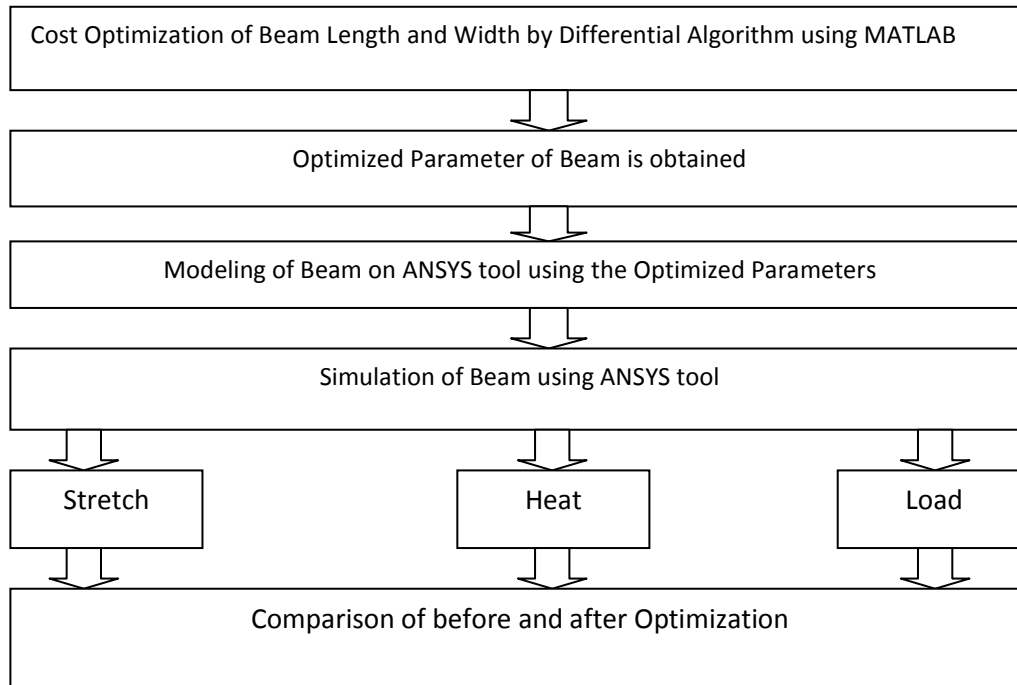 Cost Optimization of Beam Length and Width by Differential Algorithm using MATLAB
Optimized Parameter of Beam is obtained
Modeling of Beam on ANSYS tool using the Optimized Parameters
Simulation of Beam using ANSYS tool
Stretch
Heat
Load
Comparison of before and after Optimization